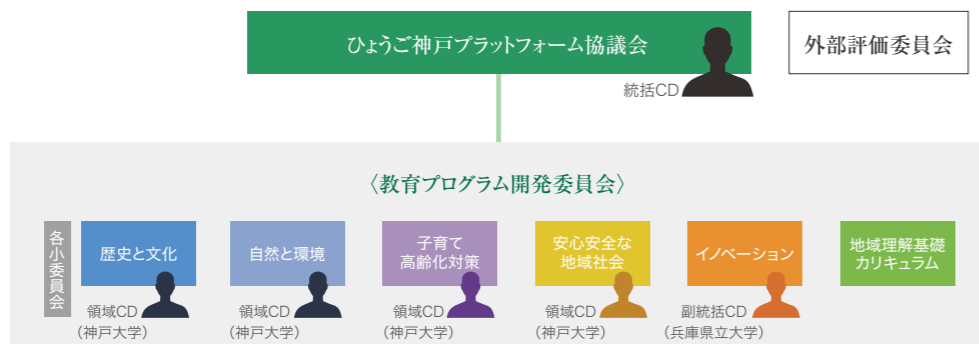 ひょうご神戸プラットフォーム協議会
外部評価委員会
統括CD
〈教育プログラム開発委員会〉
各小委員会
歴史と文化
自然と環境
子育て
高齢化対策
安心安全な
地域社会
イノベーション
地域理解基礎
カリキュラム
領域CD
（神戸大学）
領域CD
（神戸大学）
領域CD
（神戸大学）
領域CD
（神戸大学）
副統括CD
（兵庫県立大学）